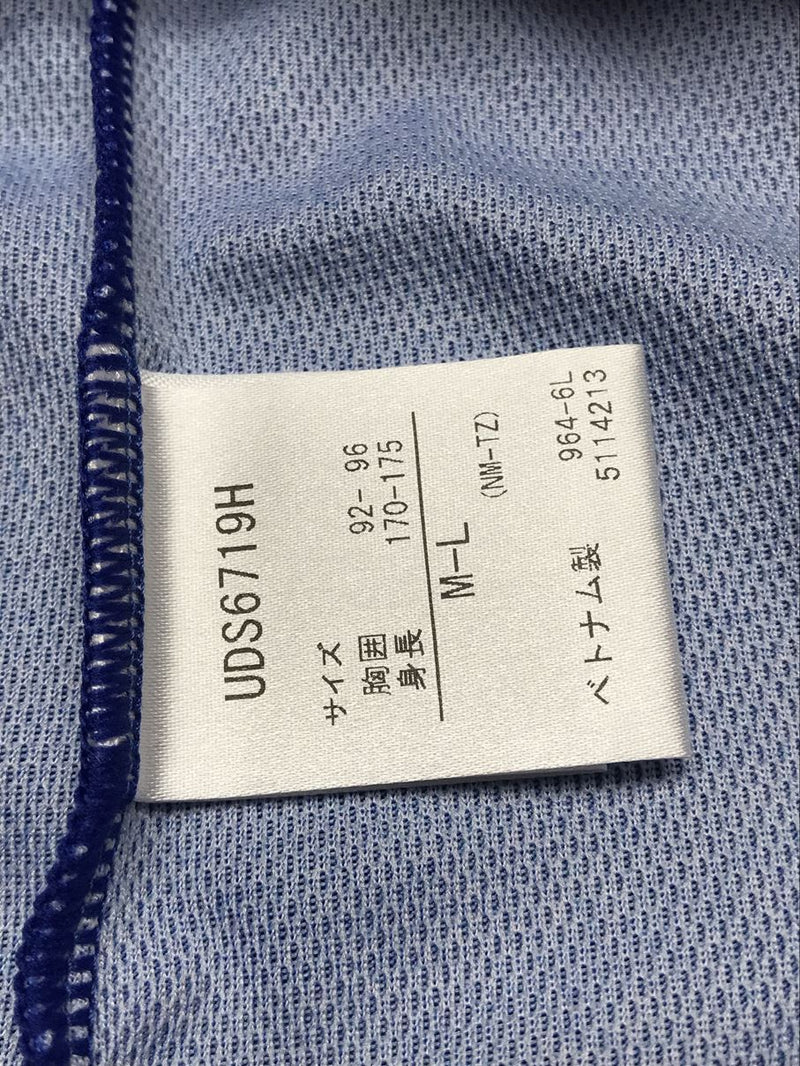 UDS6719H
サイズ
胸囲 92- 96
身長 170-175
M-L
(NM-TZ)
964-6L
ベトナム製 5114213